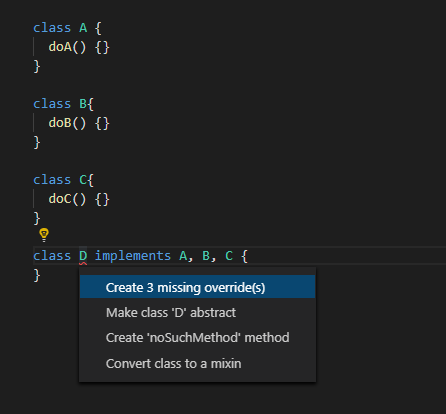 class A {
  doA() {}
}
class B{
  doB() {}
}
class C{
  doC() {}
}
class D implements A, B, C {
}
Create 3 missing override(s)
Make class 'D' abstract
Create 'noSuchMethod' method
Convert class to a mixin